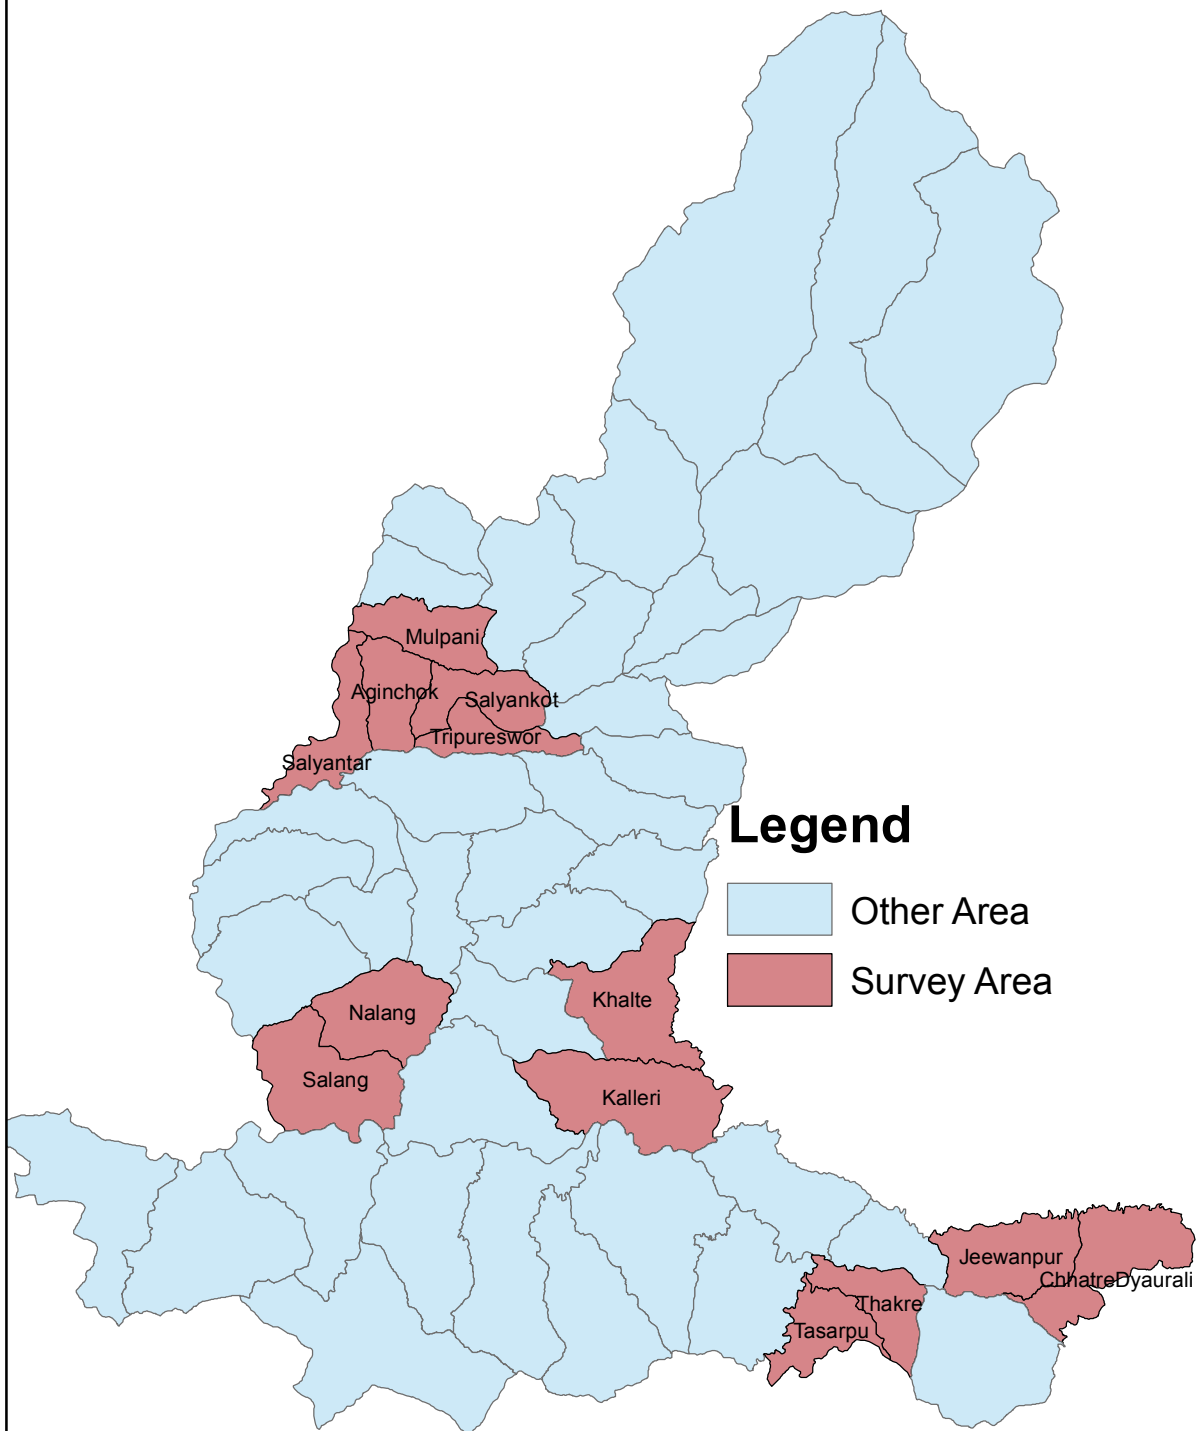 Mulpani
Aginchok
Salyankot
Tripureswor
Salyantar
Legend
Other Area
Survey Area
Khalte
Nalang
Salang
Kalleri
Jeewanpur
ChhatreDyaurali
Thakre
Tasarpu